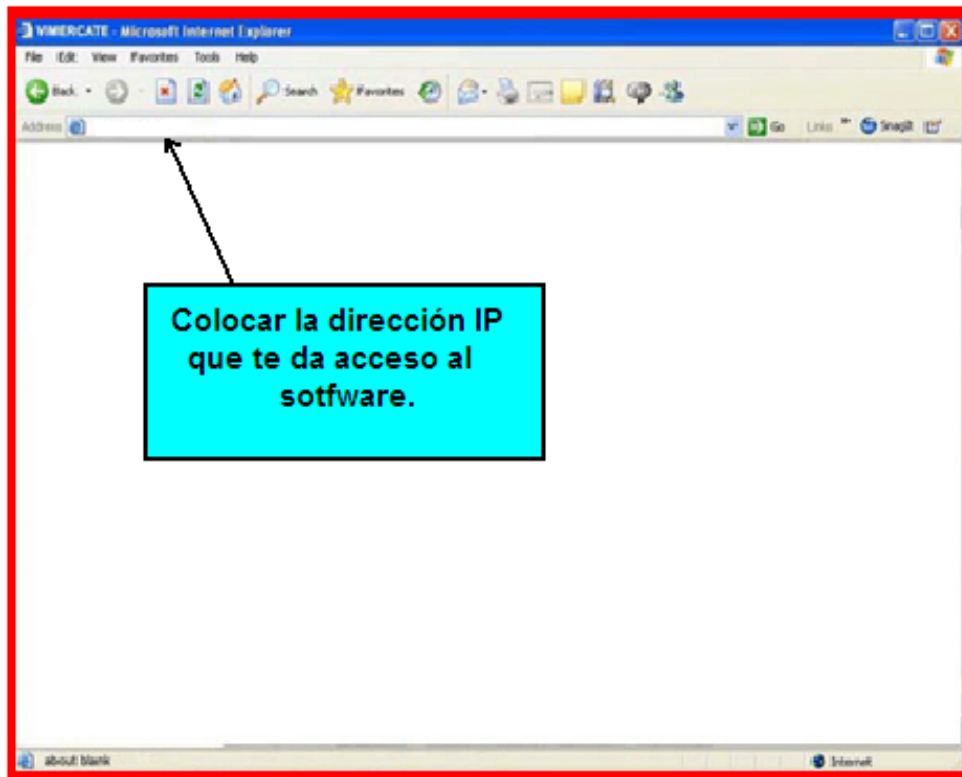 VIMERCATE - Microsoft Internet Explorer
File Edit View Favorites Tools Help
Back Search Favorites
Address Go Links Snagit
Colocar la dirección IP
que te da acceso al
sotfware.
about:blank Internet